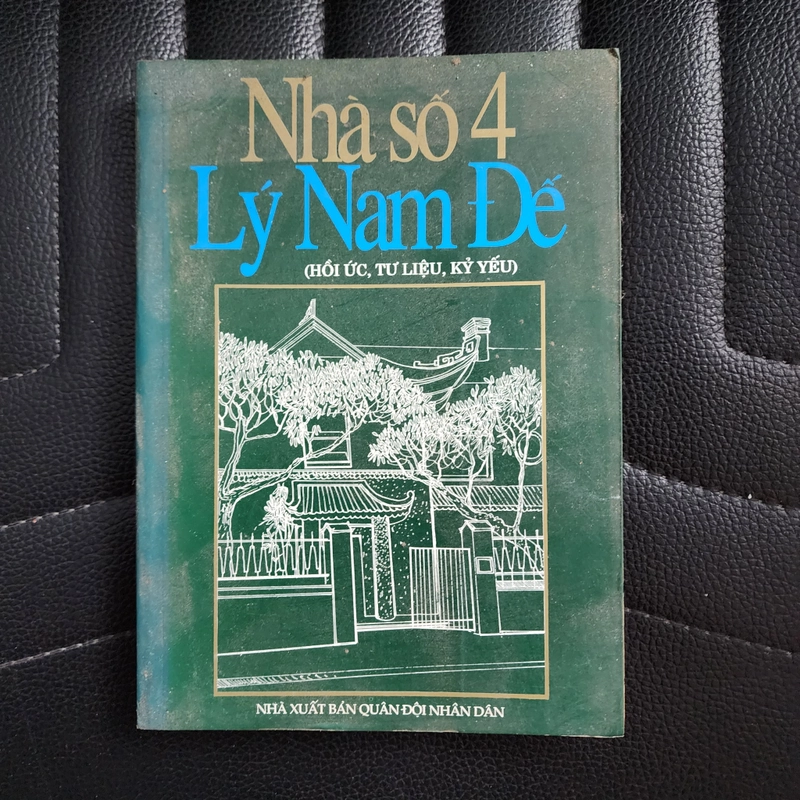 Nhà số 4
Lý Nam Đế
(HỒI ỨC, TƯ LIỆU, KỶ YẾU)
NHÀ XUẤT BẢN QUÂN ĐỘI NHÂN DÂN